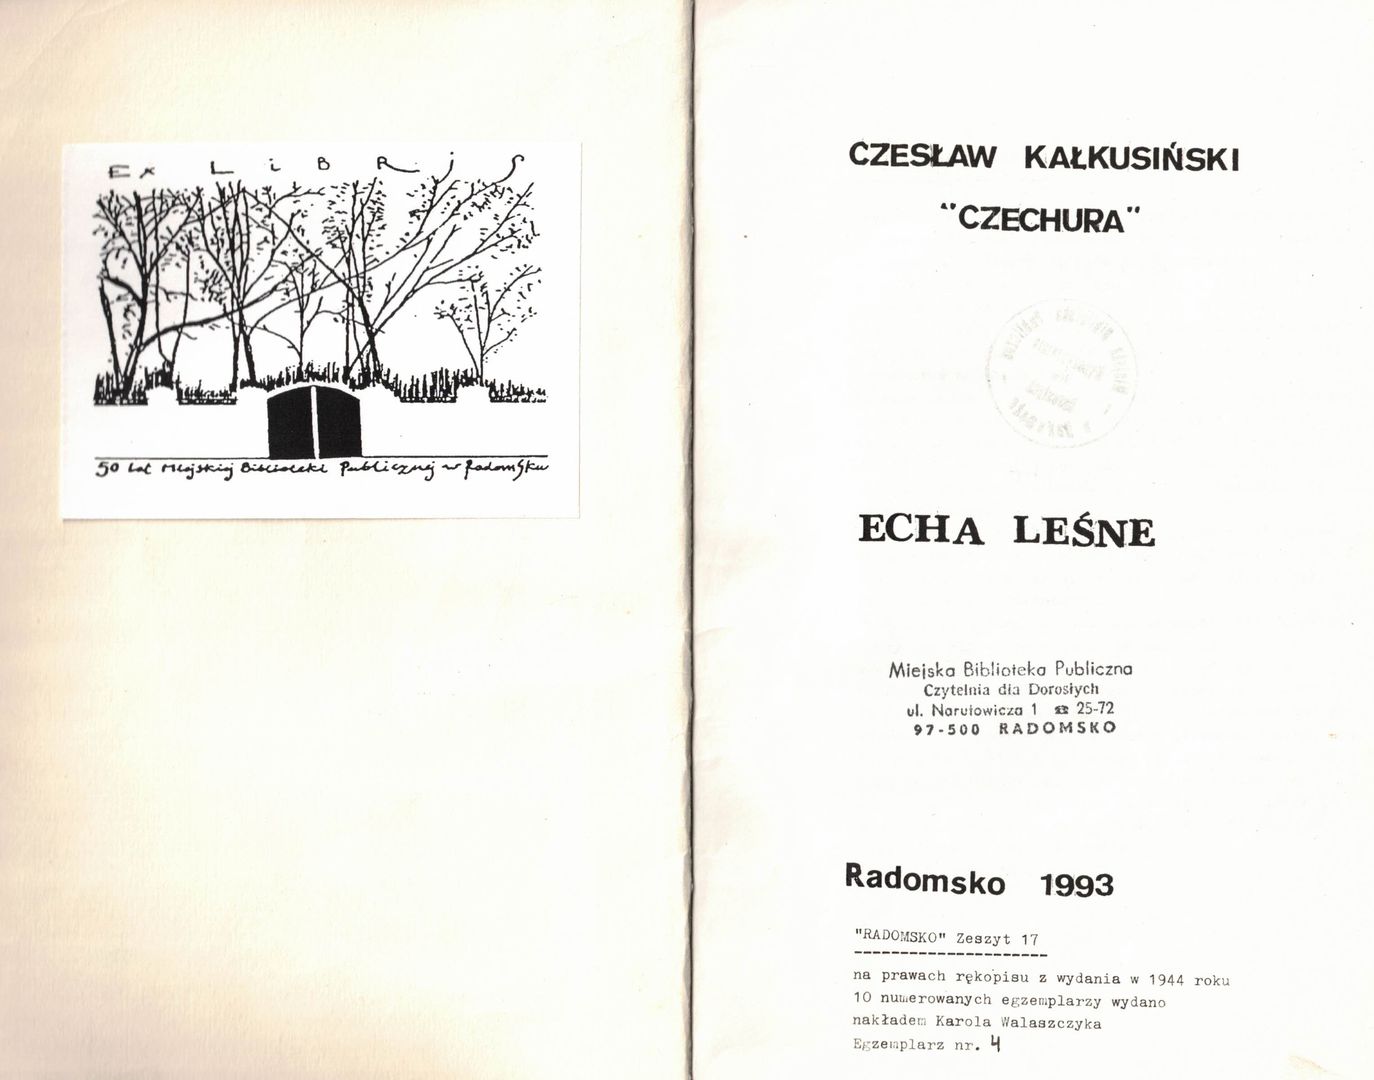 Ex LiBRiS
50 lat Miejskiej Biblioteki Publicznej w Radomsku
CZESŁAW KAŁKUSIŃSKI
"CZECHURA"
ECHA LEŚNE
Miejska Biblioteka Publiczna
Czytelnia dla Dorosłych
ul. Narutowicza 1 ☎ 25-72
97-500 RADOMSKO
Radomsko 1993
"RADOMSKO" Zeszyt 17
na prawach rękopisu z wydania w 1944 roku
10 numerowanych egzemplarzy wydano
nakładem Karola Walaszczyka
Egzemplarz nr. 4